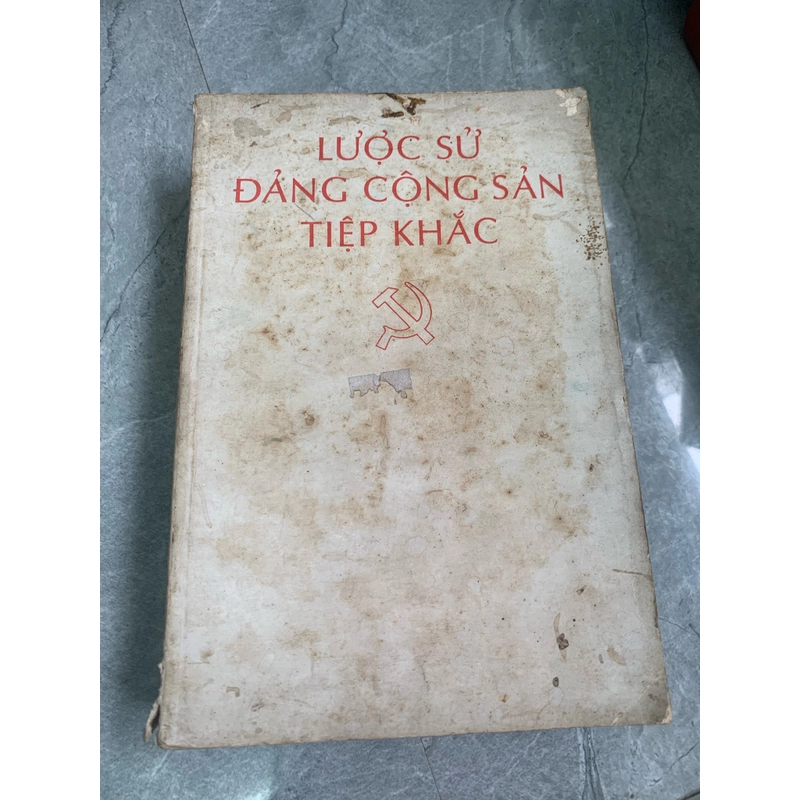 LƯỢC SỬ
ĐẢNG CỘNG SẢN
TIỆP KHẮC